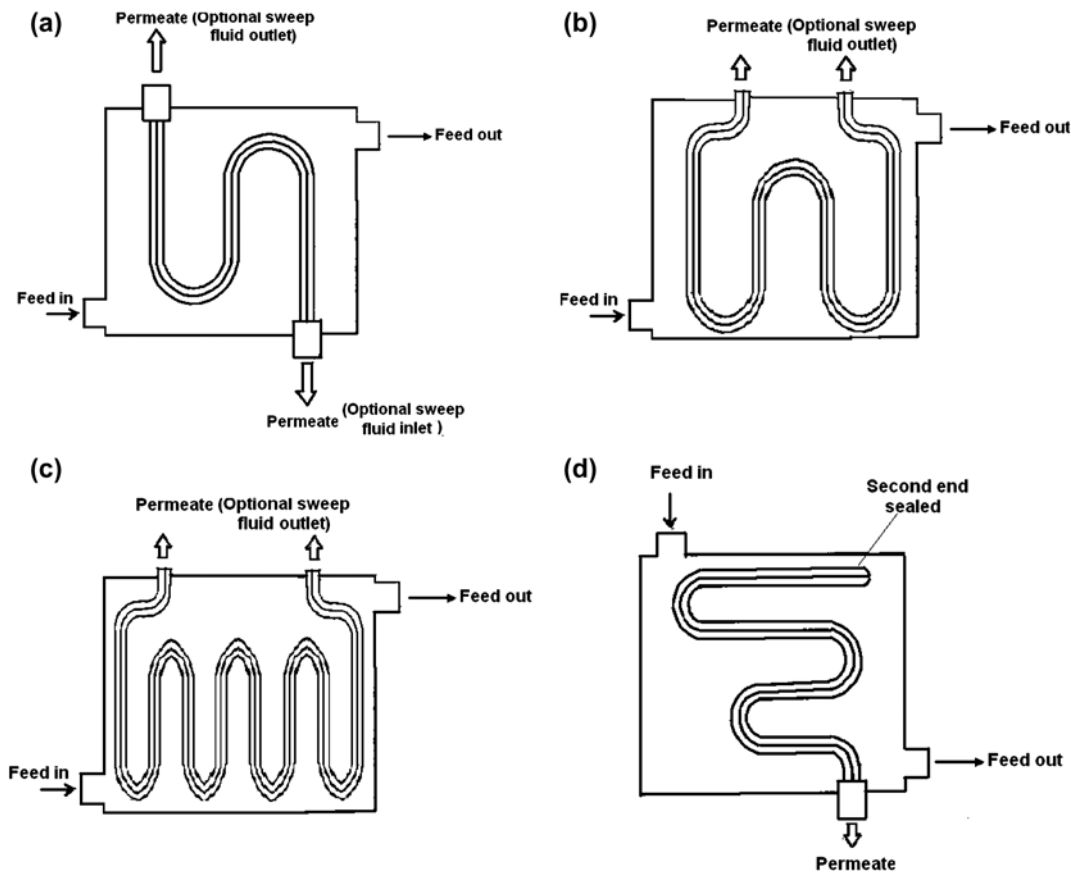 (a)
Permeate (Optional sweep
fluid outlet)
Feed out
Feed in
Permeate (Optional sweep
fluid inlet )
(b)
Permeate (Optional sweep
fluid outlet)
Feed out
Feed in
(c)
Permeate (Optional sweep
fluid outlet)
Feed out
Feed in
(d)
Feed in
Second end
sealed
Feed out
Permeate